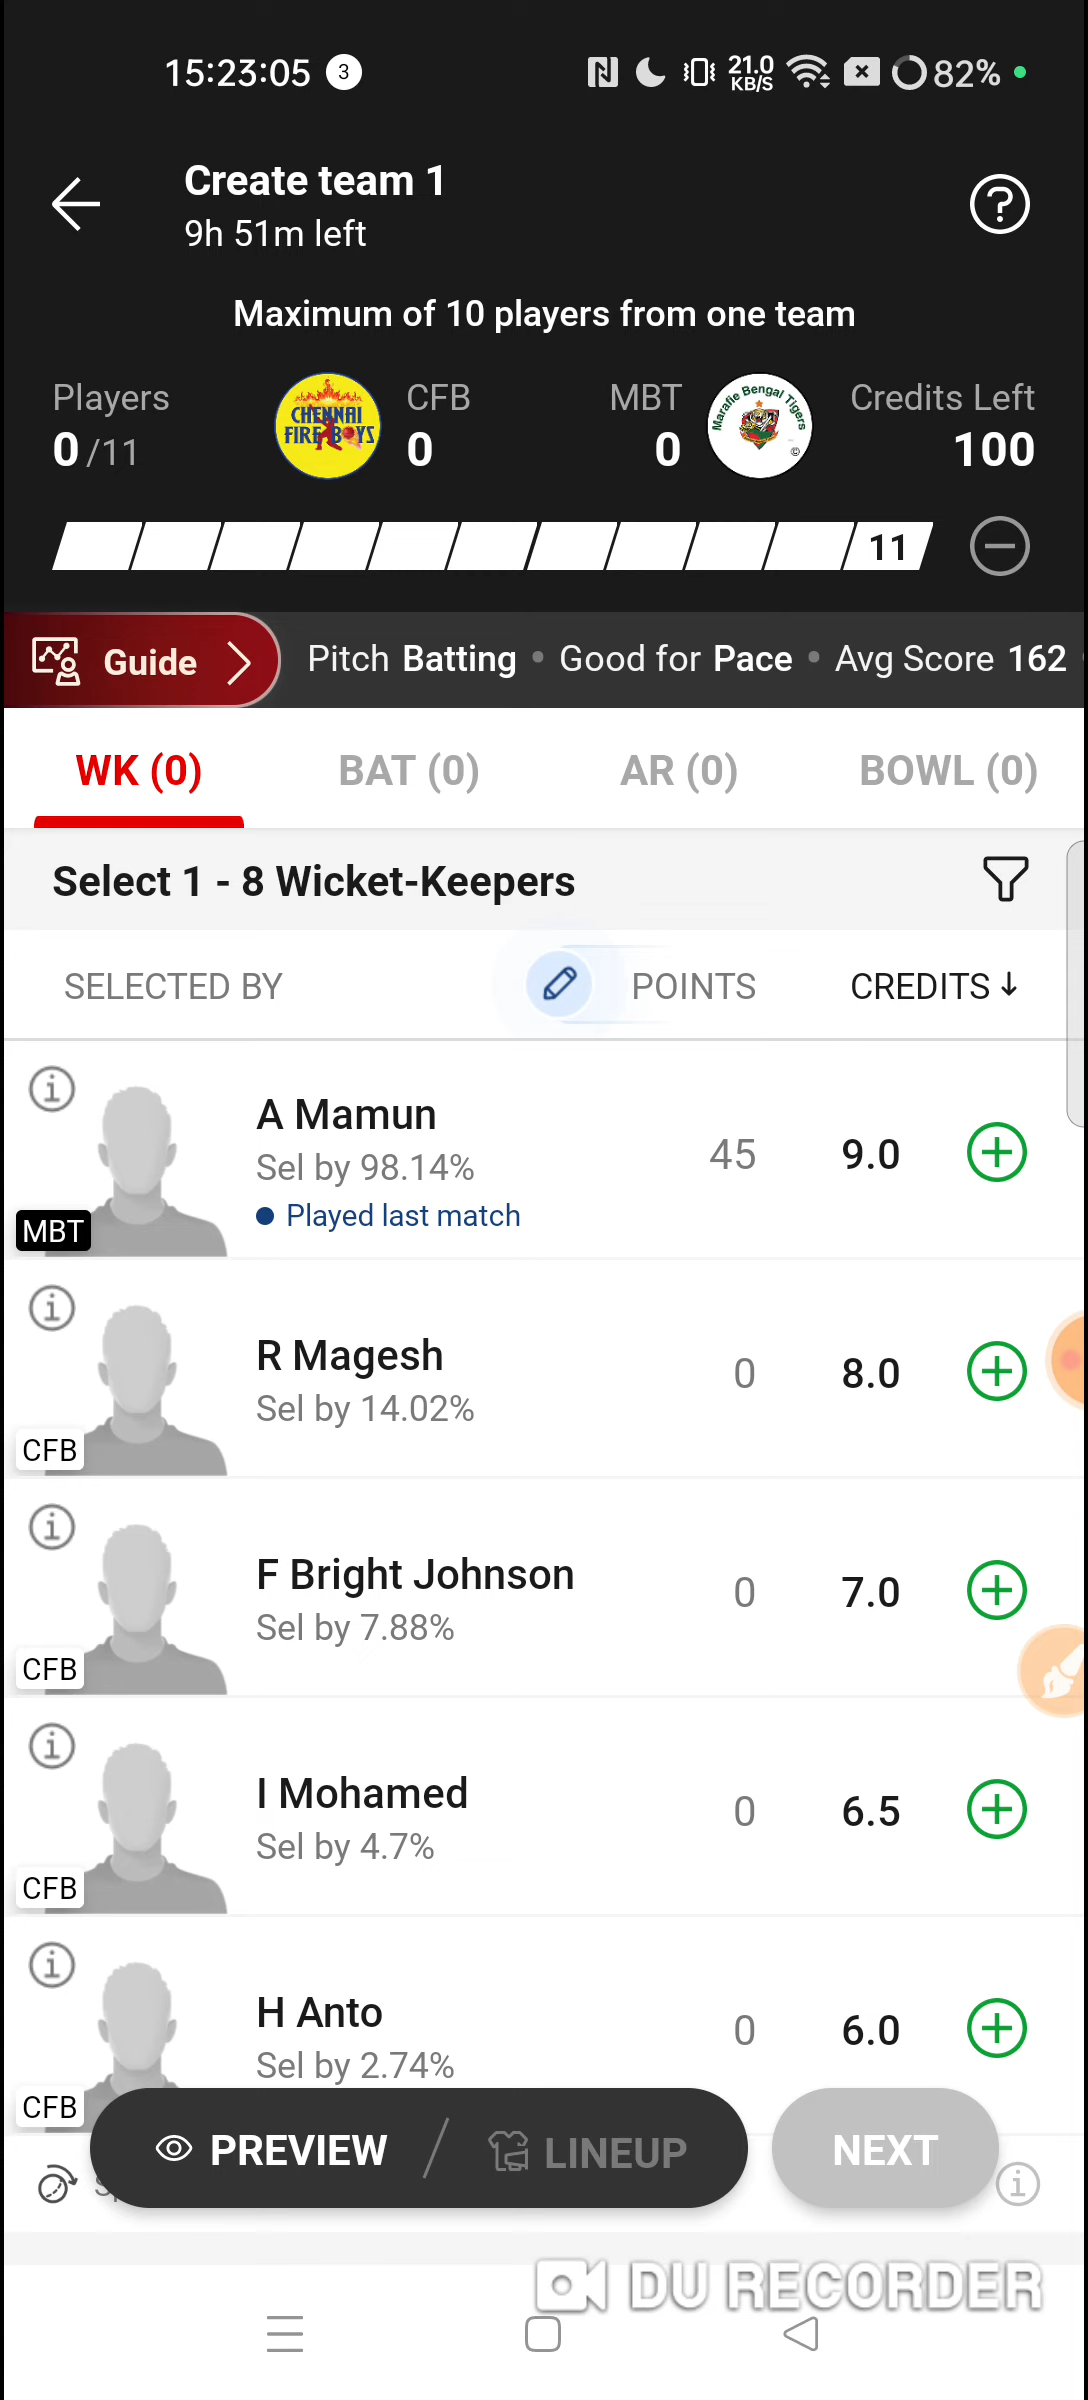 15:23:05 3 21.0 KB/S 82%
Create team 1
9h 51m left
Maximum of 10 players from one team
Players CFB MBT Credits Left
0/11 0 0 100
CHENNAI
FIRE BOYS
Marafie Bengal Tigers
©
11
Guide Pitch Batting • Good for Pace • Avg Score 162
WK (0) BAT (0) AR (0) BOWL (0)
Select 1 - 8 Wicket-Keepers
SELECTED BY POINTS CREDITS ↓
A Mamun 45 9.0
Sel by 98.14%
Played last match
MBT
R Magesh 0 8.0
Sel by 14.02%
CFB
F Bright Johnson 0 7.0
Sel by 7.88%
CFB
I Mohamed 0 6.5
Sel by 4.7%
CFB
H Anto 0 6.0
Sel by 2.74%
CFB
PREVIEW / LINEUP NEXT
DU RECORDER